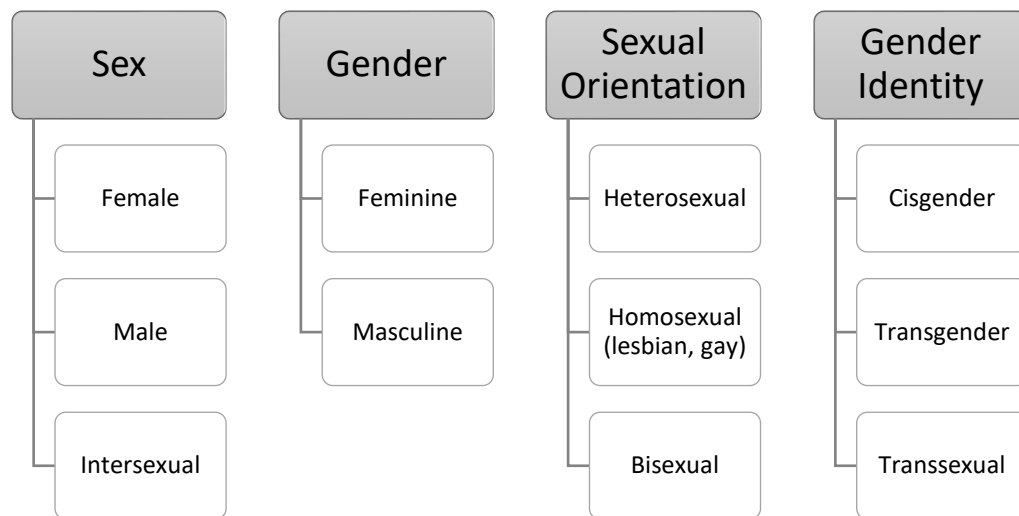 Sex
Female
Male
Intersexual
Gender
Feminine
Masculine
Sexual
Orientation
Heterosexual
Homosexual
(lesbian, gay)
Bisexual
Gender
Identity
Cisgender
Transgender
Transsexual